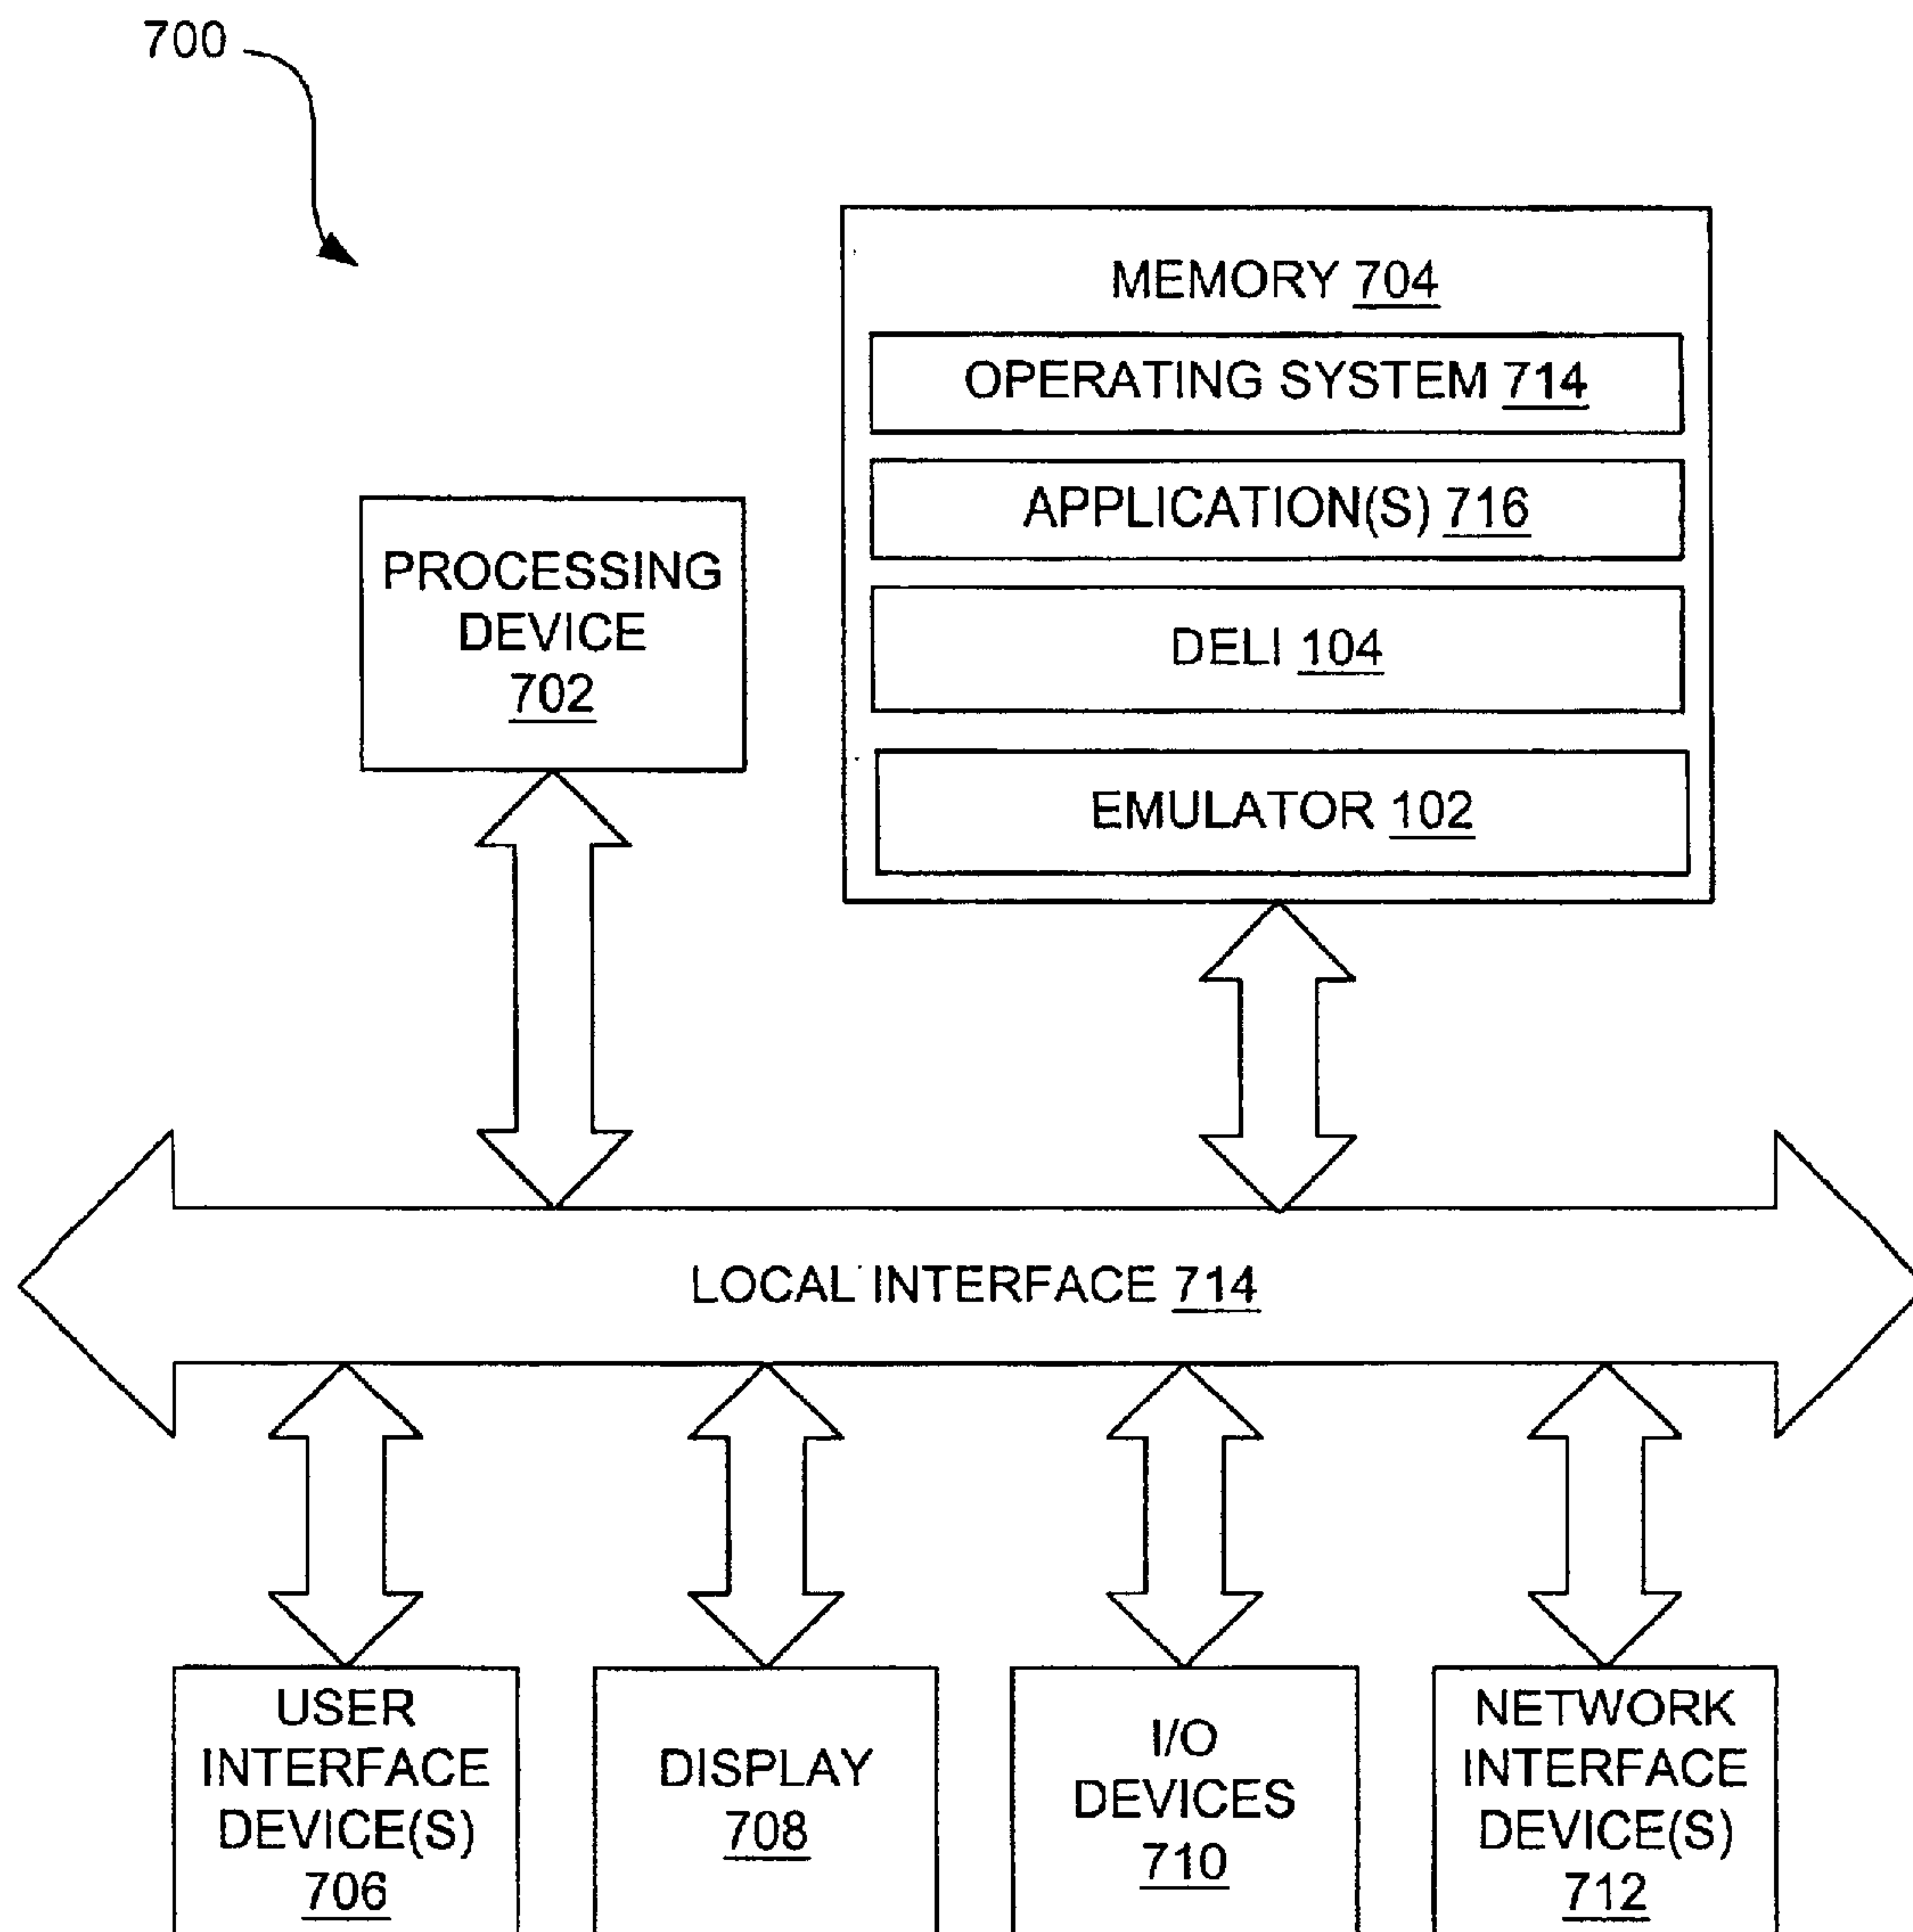 700
MEMORY 704
OPERATING SYSTEM 714
APPLICATION(S) 716
DELI 104
EMULATOR 102
PROCESSING
DEVICE
702
LOCAL INTERFACE 714
USER
INTERFACE
DEVICE(S)
706
DISPLAY
708
I/O
DEVICES
710
NETWORK
INTERFACE
DEVICE(S)
712